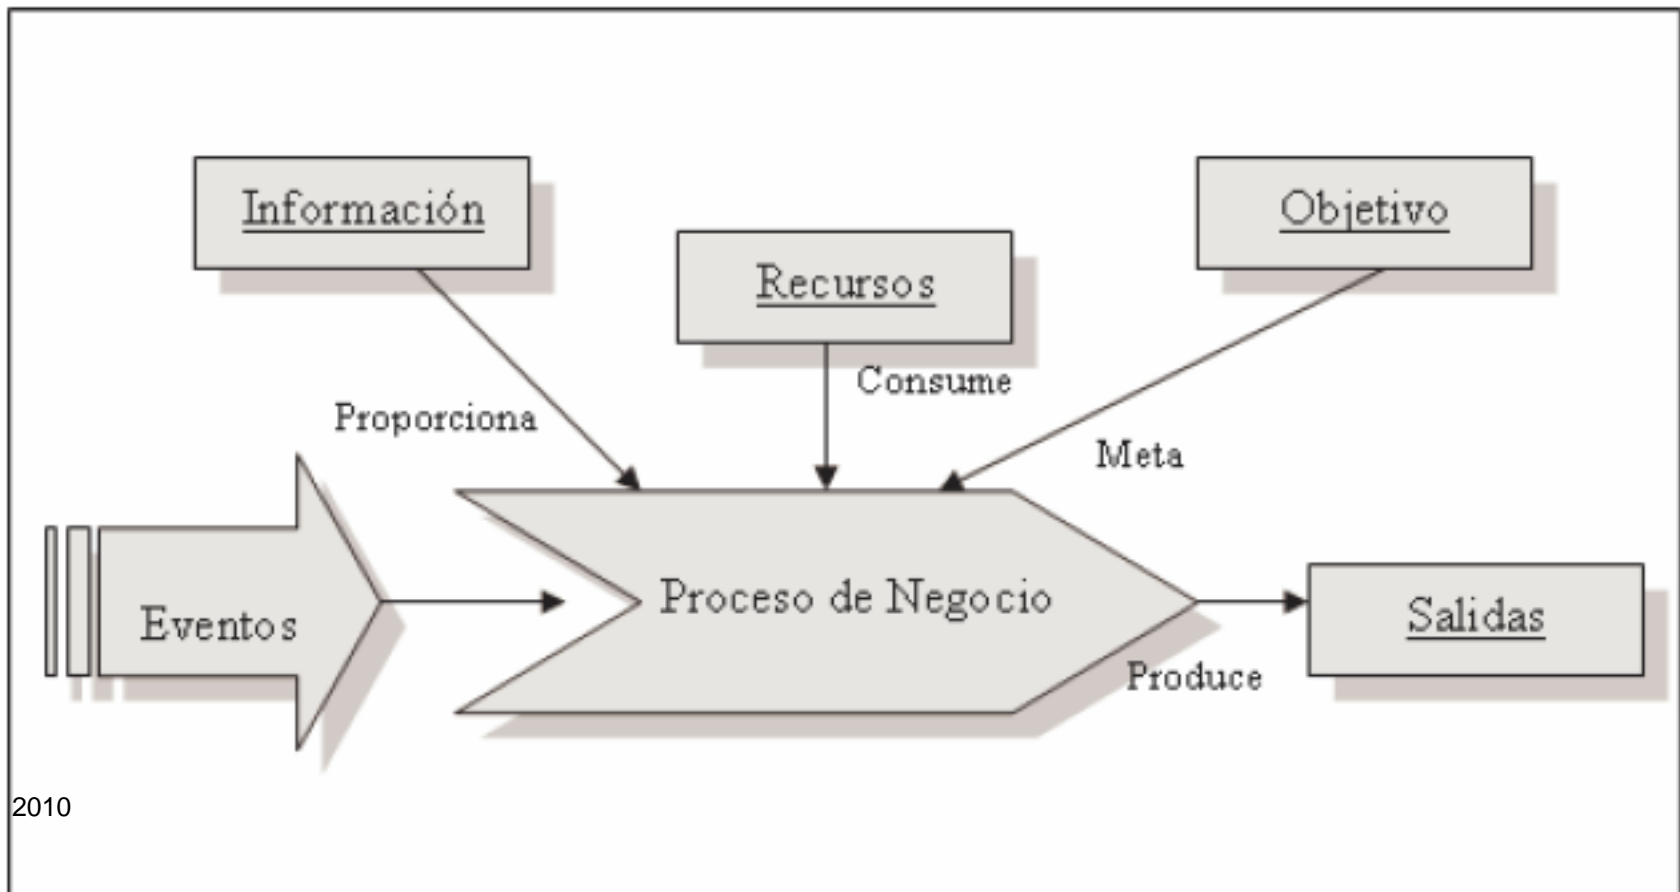 Información
Objetivo
Recursos
Consume
Proporciona
Meta
Eventos
Proceso de Negocio
Salidas
Produce
2010